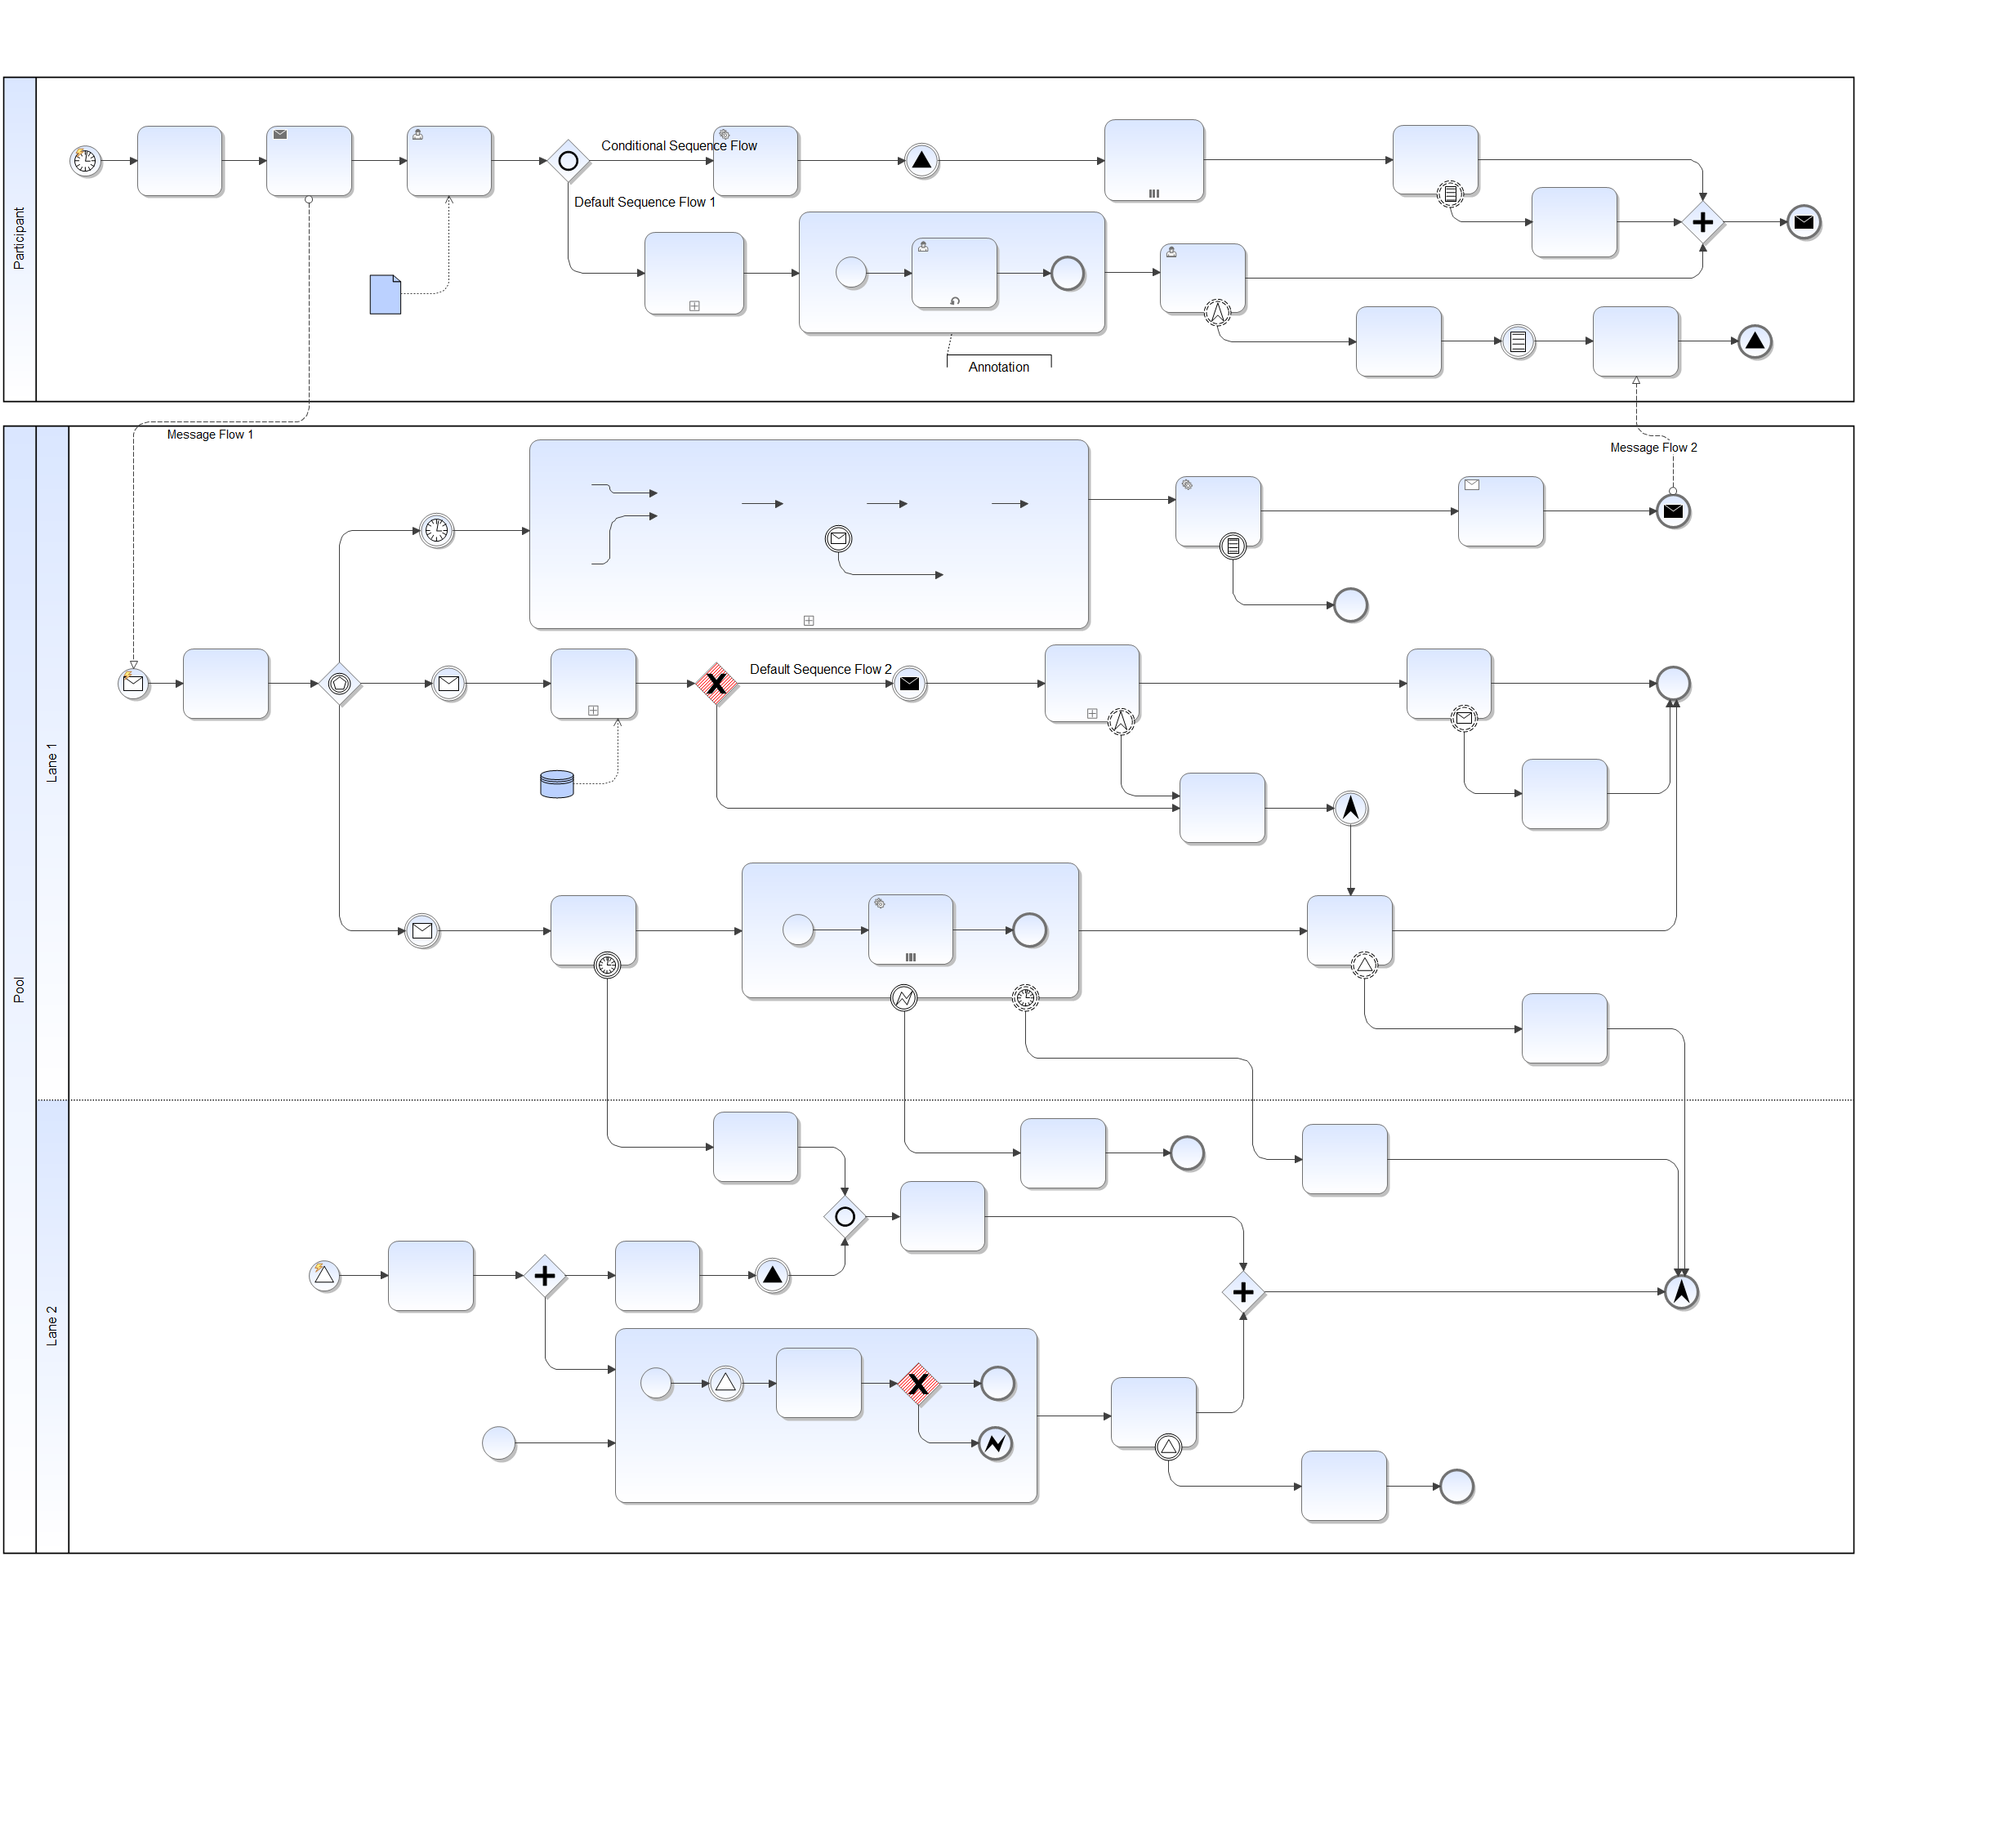 Participant
Conditional Sequence Flow
Default Sequence Flow 1
Annotation
Message Flow 1
Message Flow 2
Pool
Lane 1
Default Sequence Flow 2
Lane 2